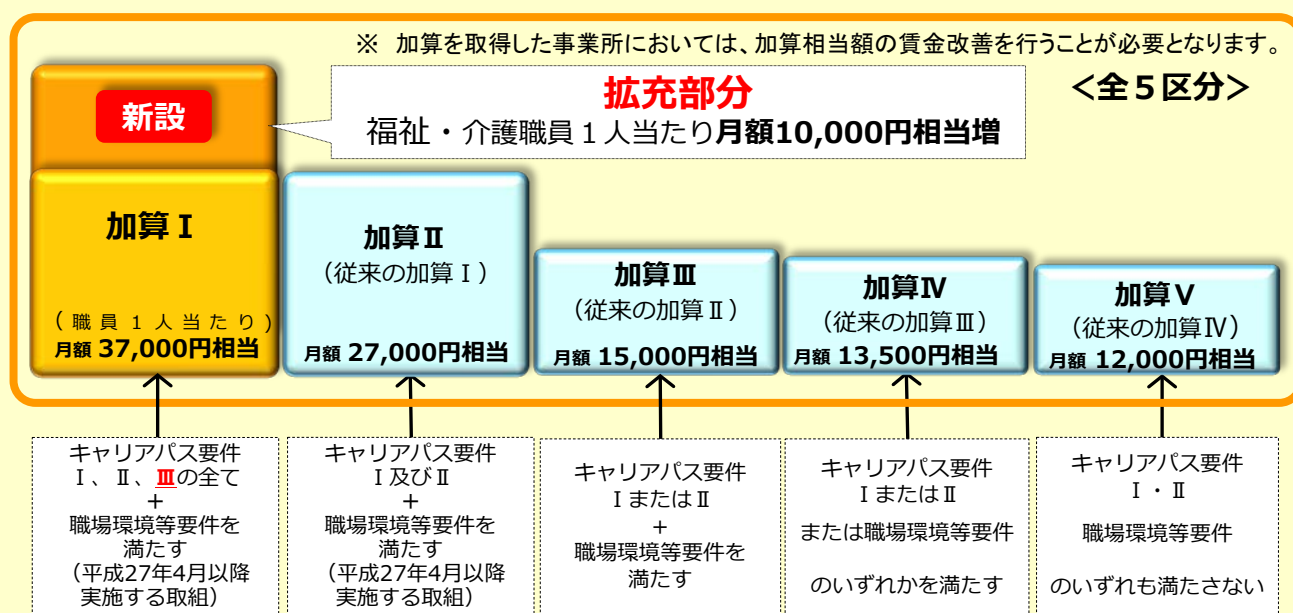 ※ 加算を取得した事業所においては、加算相当額の賃金改善を行うことが必要となります。
<全５区分>
新設
拡充部分
福祉・介護職員１人当たり月額10,000円相当増
加算Ⅰ
(職員１人当たり)
月額 37,000円相当
加算Ⅱ
(従来の加算Ⅰ)
月額 27,000円相当
加算Ⅲ
(従来の加算Ⅱ)
月額 15,000円相当
加算Ⅳ
(従来の加算Ⅲ)
月額 13,500円相当
加算Ⅴ
(従来の加算Ⅳ)
月額 12,000円相当
キャリアパス要件
Ⅰ、Ⅱ、Ⅲの全て
+
職場環境等要件を
満たす
(平成27年4月以降
実施する取組)
キャリアパス要件
Ⅰ及びⅡ
+
職場環境等要件を
満たす
(平成27年4月以降
実施する取組)
キャリアパス要件
ⅠまたはⅡ
+
職場環境等要件を
満たす
キャリアパス要件
ⅠまたはⅡ
または職場環境等要件
のいずれかを満たす
キャリアパス要件
Ⅰ・Ⅱ
職場環境等要件
のいずれも満たさない